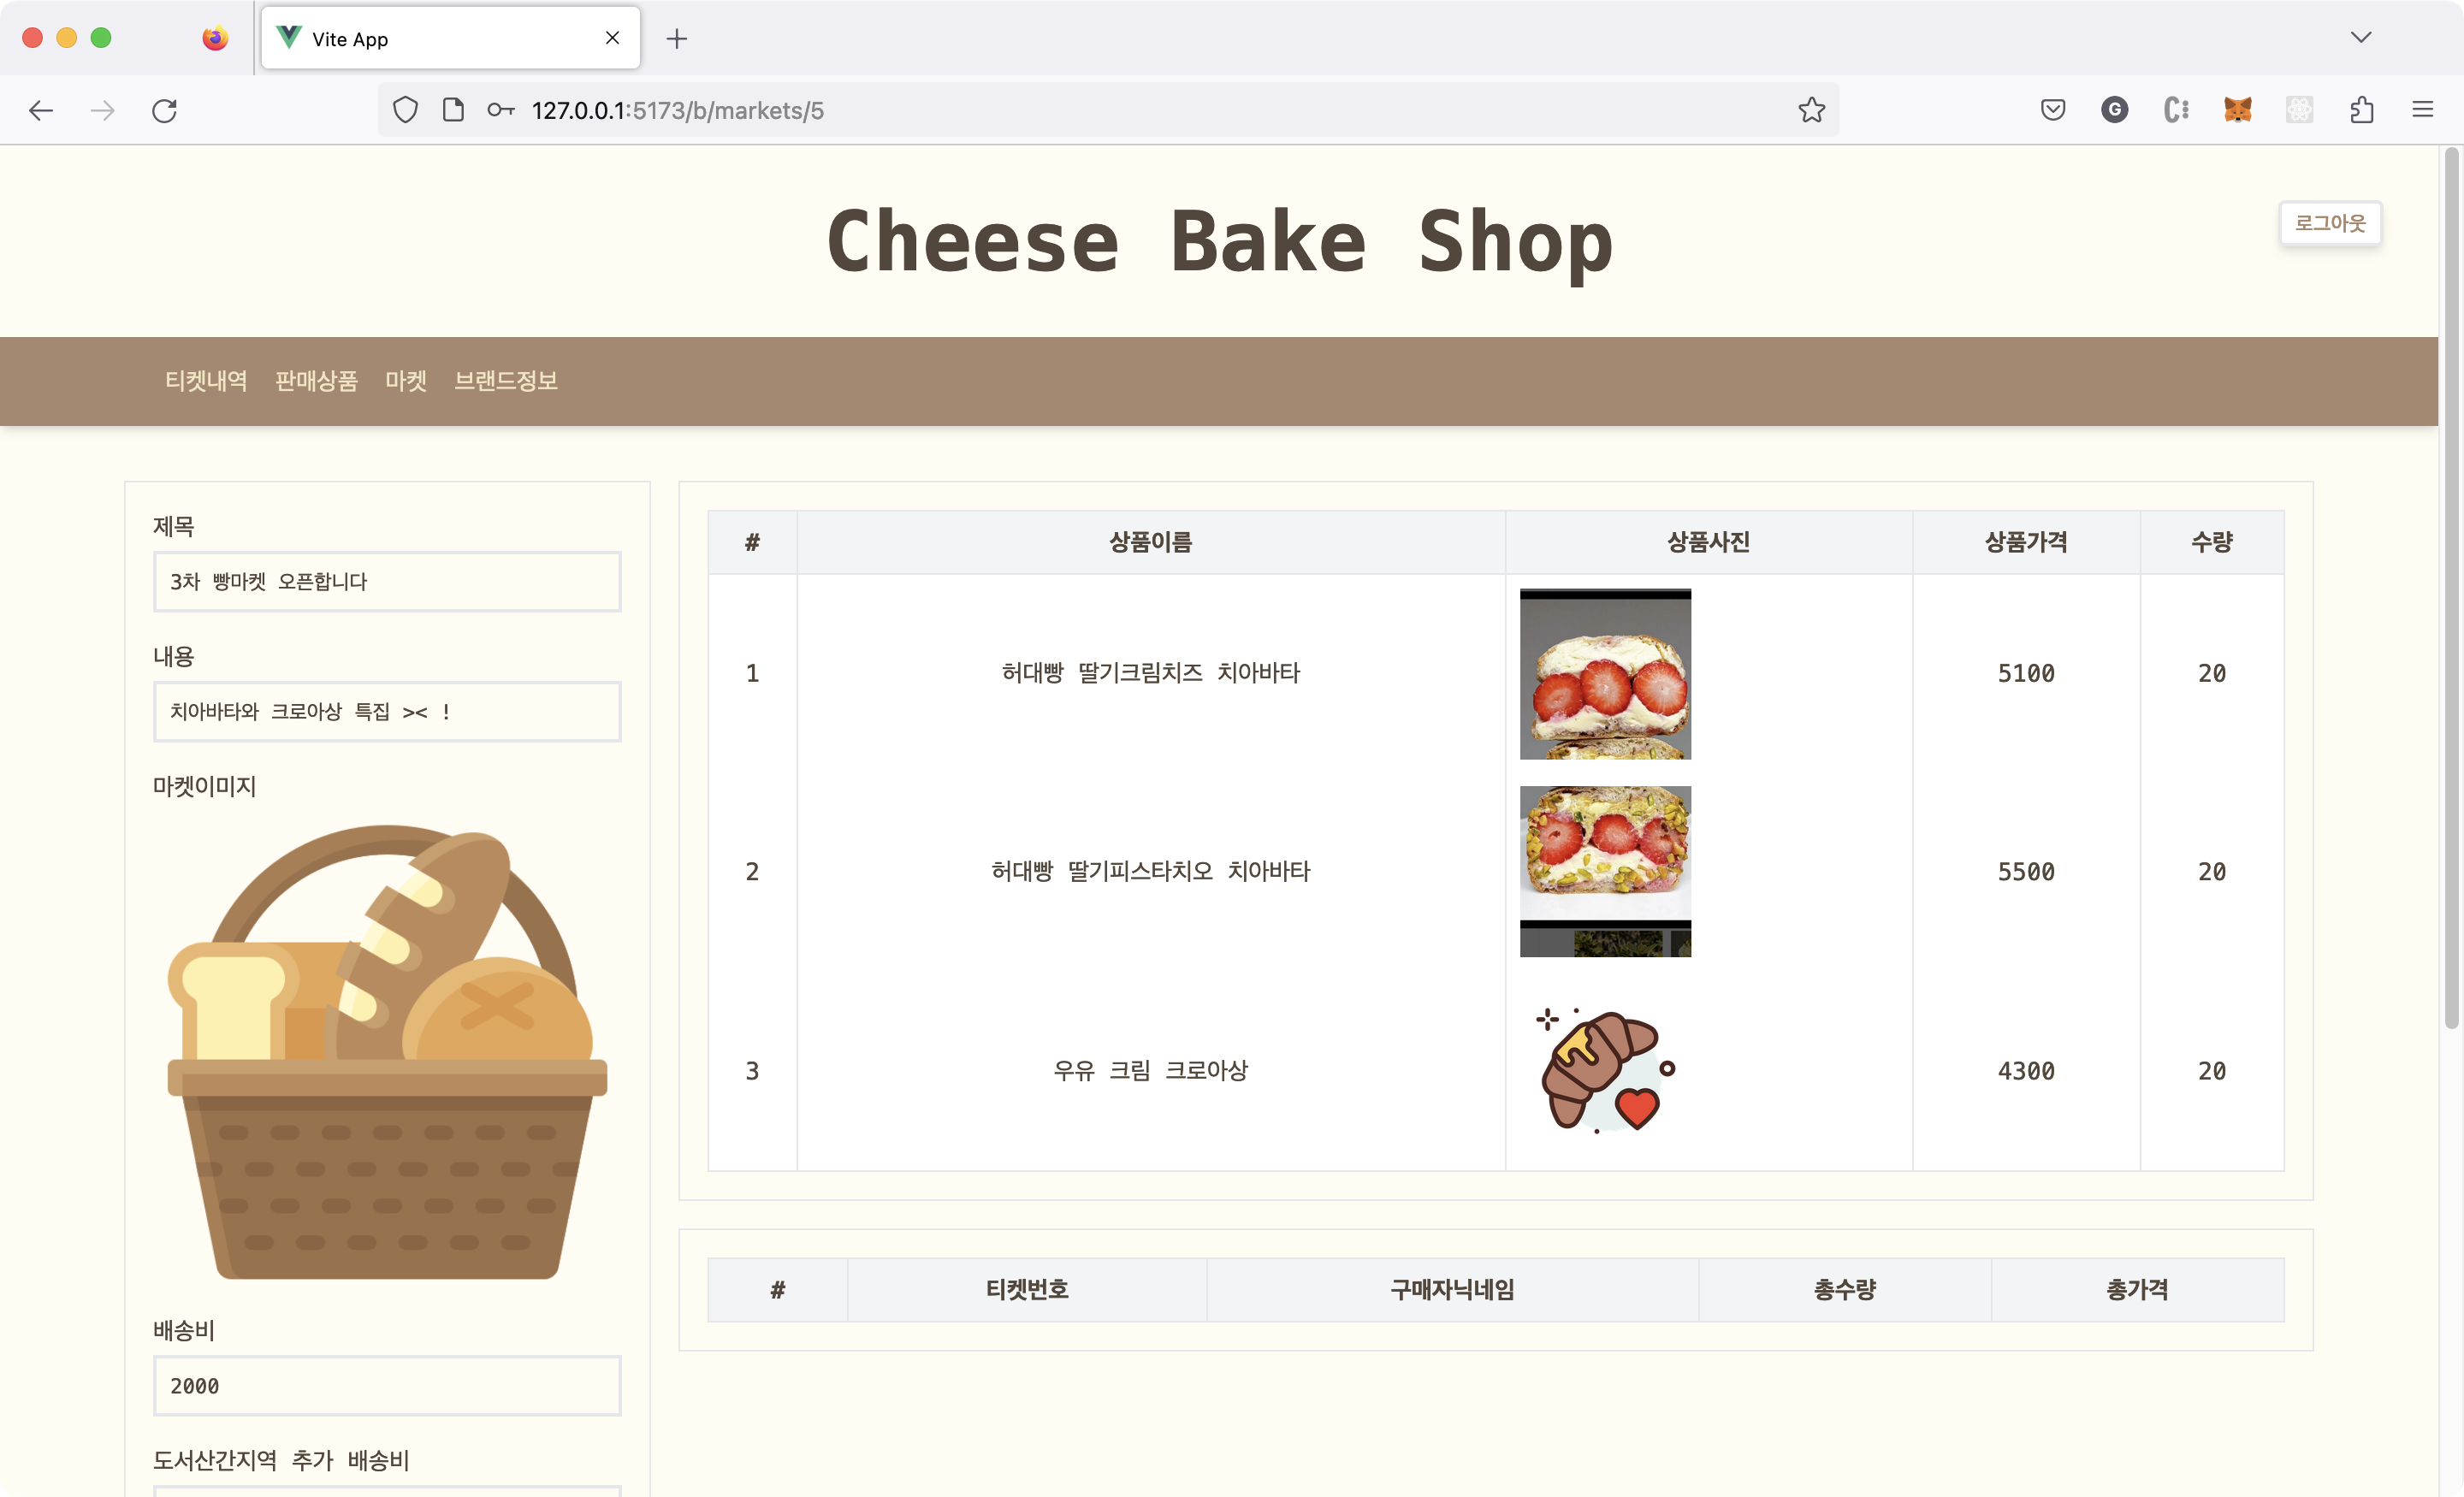 Vite App
127.0.0.1:5173/b/markets/5
Cheese Bake Shop
로그아웃
티켓내역 판매상품 마켓 브랜드정보
제목
3차 빵마켓 오픈합니다
내용
치아바타와 크로아상 특집 >< !
마켓이미지
배송비
2000
도서산간지역 추가 배송비
# 상품이름 상품사진 상품가격 수량
1 허대빵 딸기크림치즈 치아바타 5100 20
2 허대빵 딸기피스타치오 치아바타 5500 20
3 우유 크림 크로아상 4300 20
# 티켓번호 구매자닉네임 총수량 총가격